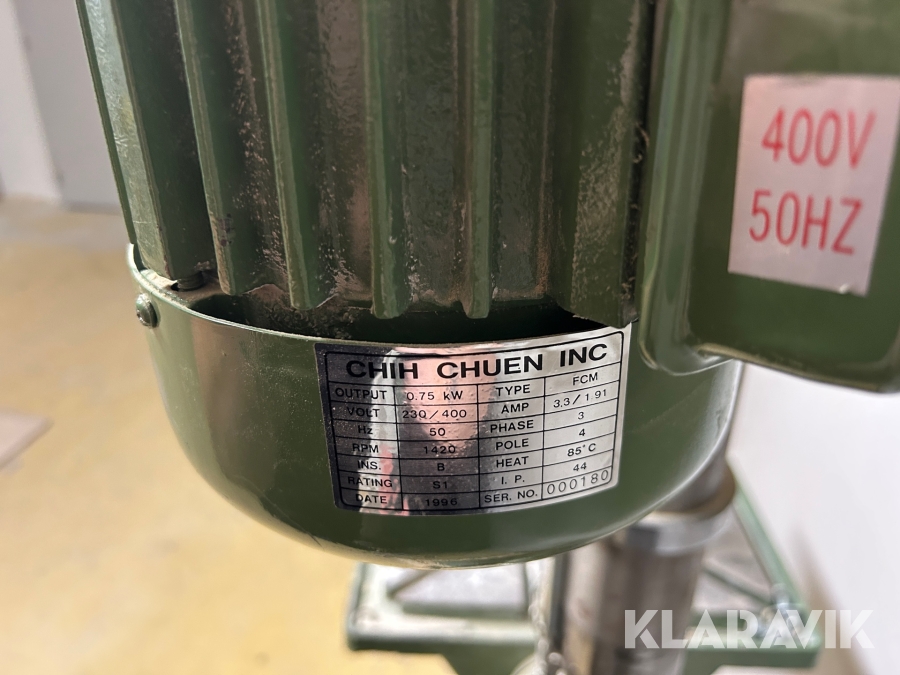 400V
50HZ
CHIH CHUEN INC
OUTPUT 0.75 kW TYPE FCM
VOLT 230/400 AMP 3.3/1.91
Hz 50 PHASE 3
RPM 1420 POLE 4
INS. B HEAT 85°C
RATING S1 I. P. 44
DATE 1996 SER. NO. 000180
KLARAVIK